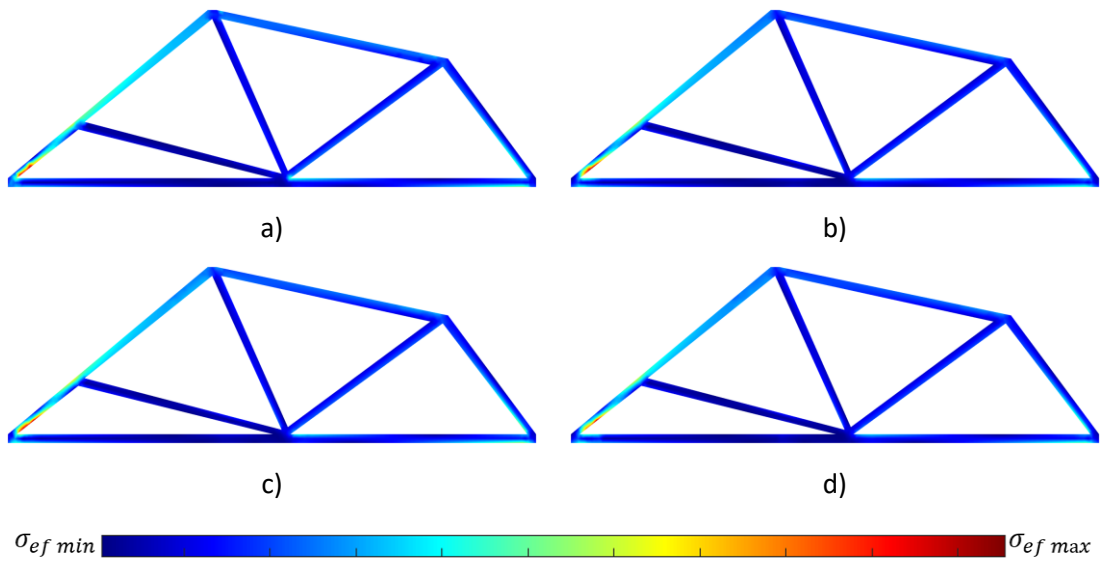 a)
b)
c)
d)
σef min
σef max